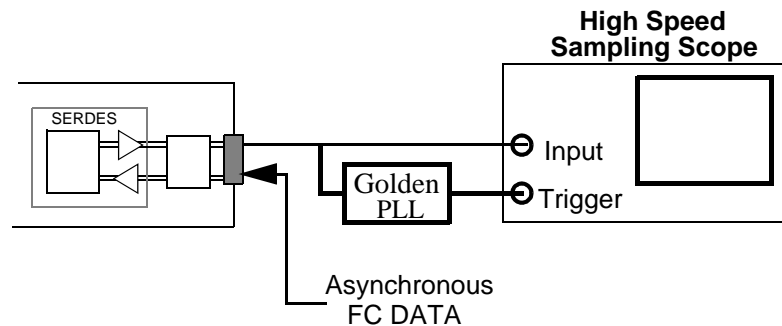 High Speed
Sampling Scope
SERDES
Input
Golden
PLL
Trigger
Asynchronous
FC DATA